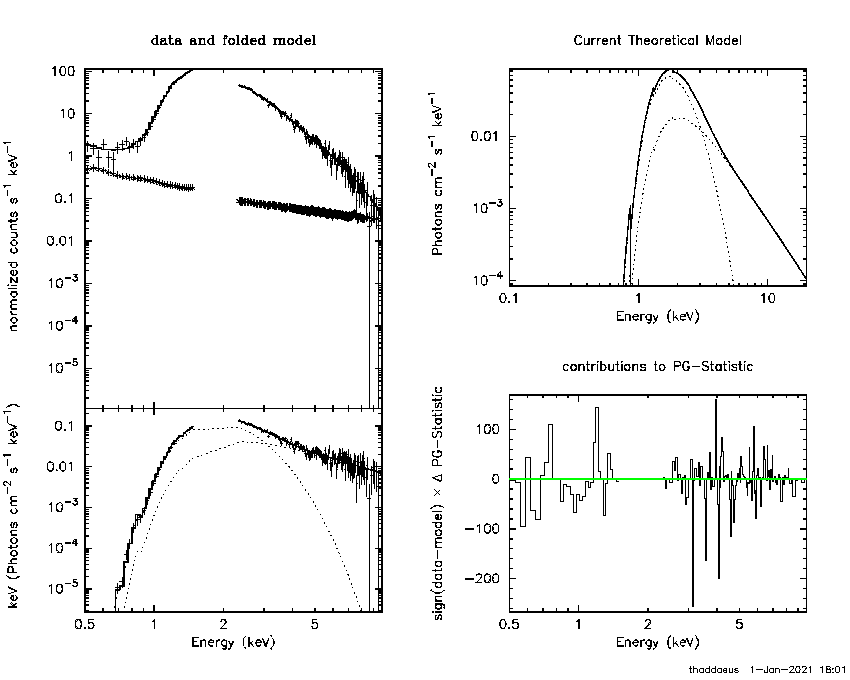 data and folded model
normalized counts s−1 keV−1
100
10
1
0.1
0.01
10−3
10−4
10−5
keV (Photons cm−2 s−1 keV−1)
0.1
0.01
10−3
10−4
10−5
0.5 1 2 5
Energy (keV)
Current Theoretical Model
Photons cm−2 s−1 keV−1
0.01
10−3
10−4
0.1 1 10
Energy (keV)
contributions to PG−Statistic
sign(data−model) × Δ PG−Statistic
100
0
−100
−200
0.5 1 2 5
Energy (keV)
thaddaeus 1−Jan−2021 18:01